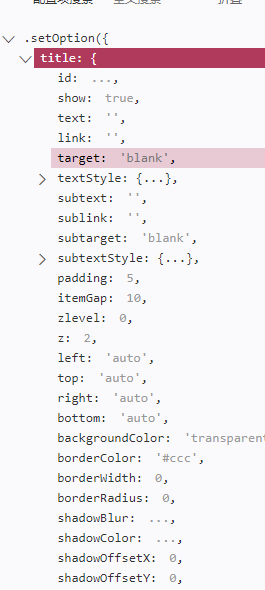 .setOption({
title: {
id: ...,
show: true,
text: '',
link: '',
target: 'blank',
textStyle: {...},
subtext: '',
sublink: '',
subtarget: 'blank',
subtextStyle: {...},
padding: 5,
itemGap: 10,
zlevel: 0,
z: 2,
left: 'auto',
top: 'auto',
right: 'auto',
bottom: 'auto',
backgroundColor: 'transparent
borderColor: '#ccc',
borderWidth: 0,
borderRadius: 0,
shadowBlur: ...,
shadowColor: ...,
shadowOffsetX: 0,
shadowOffsetY: 0,